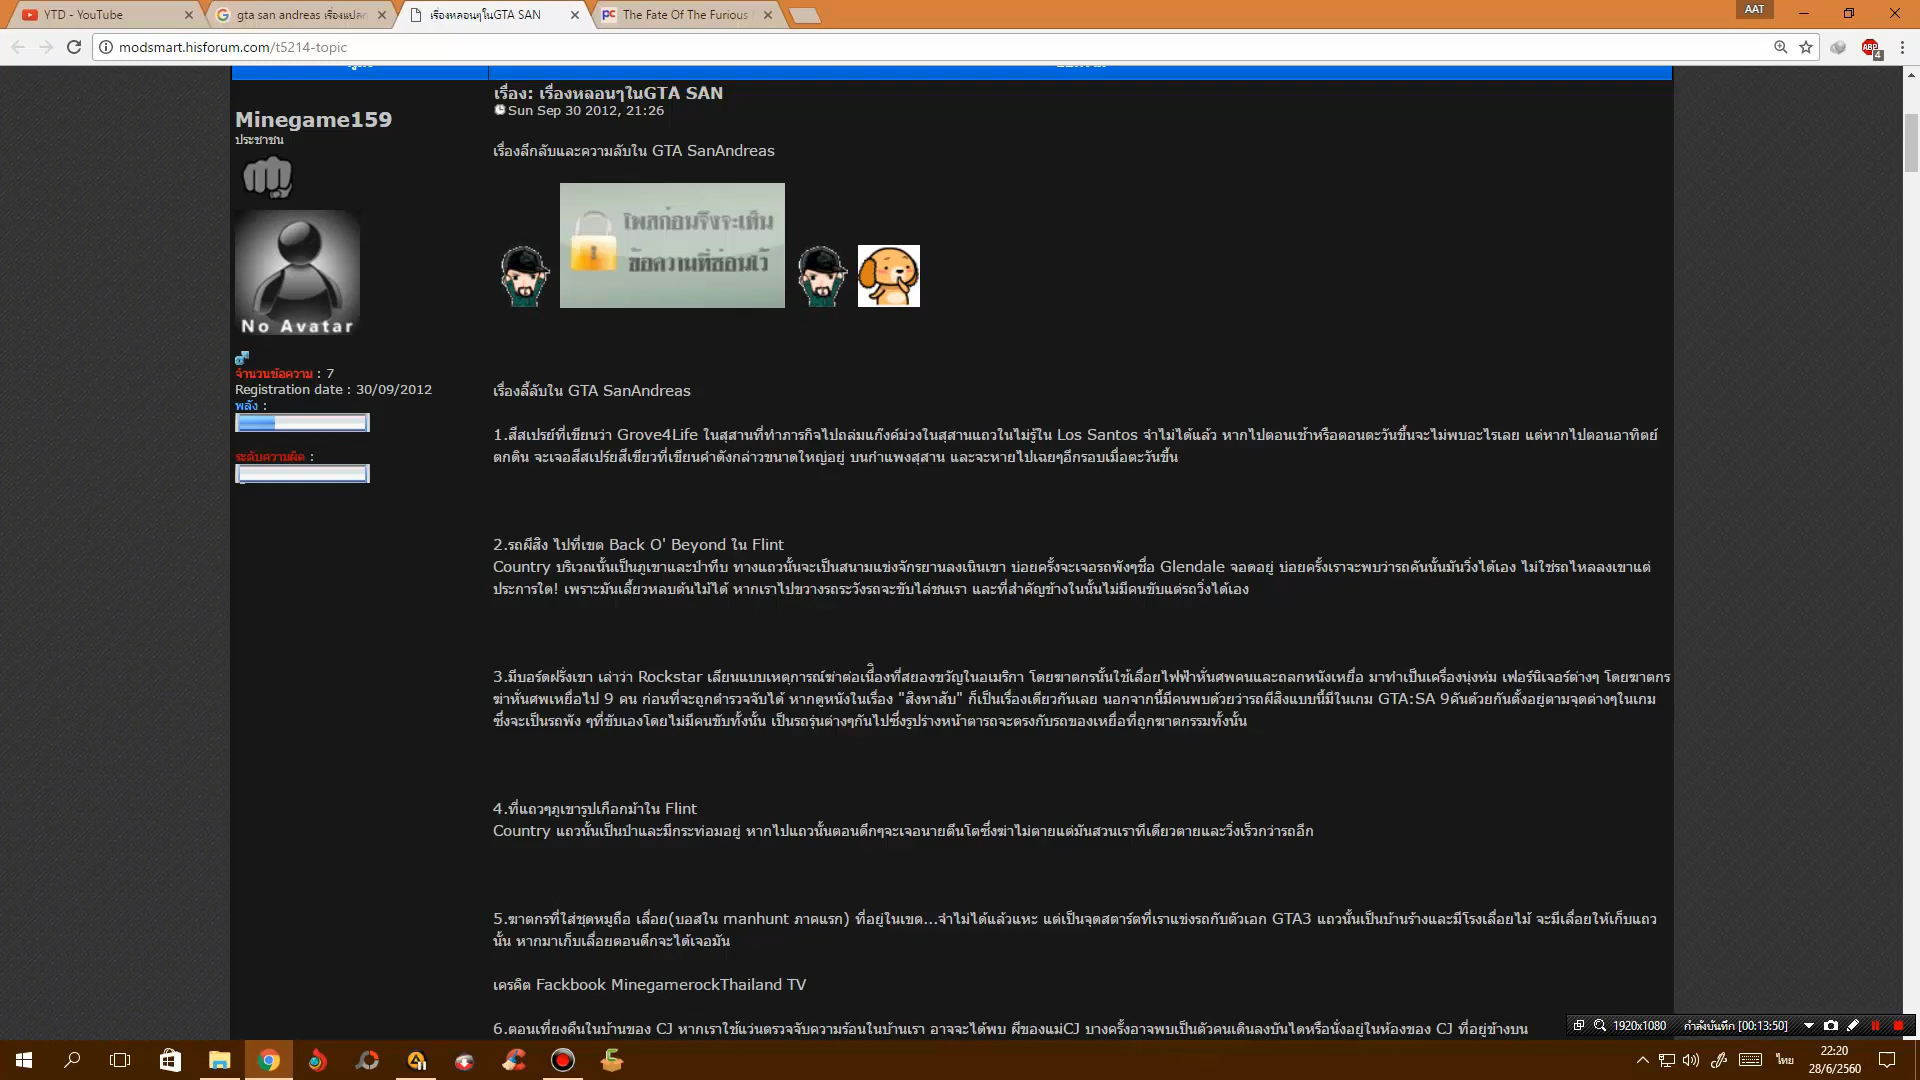 YTD - YouTube
gta san andreas เรื่องแปลก
เรื่องหลอนๆในGTA SAN
The Fate Of The Furious
AAT
modsmart.hisforum.com/t5214-topic
เรื่อง: เรื่องหลอนๆในGTA SAN
Sun Sep 30 2012, 21:26
Minegame159
ประชาชน
เรื่องลึกลับและความลับใน GTA SanAndreas
โพสก่อนจึงจะเห็น
ข้อความที่ซ่อนไว้
No Avatar
จำนวนข้อความ : 7
Registration date : 30/09/2012
พลัง :
ระดับความผิด :
เรื่องลี้ลับใน GTA SanAndreas
1.สีสเปรย์ที่เขียนว่า Grove4Life ในสุสานที่ทำภารกิจไปถล่มแก๊งค์ม่วงในสุสานแถวในไม่รู้ใน Los Santos จำไม่ได้แล้ว หากไปตอนเช้าหรือตอนตะวันขึ้นจะไม่พบอะไรเลย แต่หากไปตอนอาทิตย์
ตกดิน จะเจอสีสเปร์ยสีเขียวที่เขียนคำดังกล่าวขนาดใหญ่อยู่ บนกำแพงสุสาน และจะหายไปเฉยๆอีกรอบเมื่อตะวันขึ้น
2.รถผีสิง ไปที่เขต Back O' Beyond ใน Flint
Country บริเวณนั้นเป็นภูเขาและป่าทึบ ทางแถวนั้นจะเป็นสนามแข่งจักรยานลงเนินเขา บ่อยครั้งจะเจอรถพังๆชื่อ Glendale จอดอยู่ บ่อยครั้งเราจะพบว่ารถคันนั้นมันวิ่งได้เอง ไม่ใช่รถไหลลงเขาแต่
ประการใด! เพราะมันเลี้ยวหลบต้นไม้ได้ หากเราไปขวางรถระวังรถจะขับไล่ชนเรา และที่สำคัญข้างในนั้นไม่มีคนขับแต่รถวิ่งได้เอง
3.มีบอร์ดฝรั่งเขา เล่าว่า Rockstar เลียนแบบเหตุการณ์ฆ่าต่อเนื่องที่สยองขวัญในอเมริกา โดยฆาตกรนั้นใช้เลื่อยไฟฟ้าหั่นศพคนและถลกหนังเหยื่อ มาทำเป็นเครื่องนุ่งห่ม เฟอร์นิเจอร์ต่างๆ โดยฆาตกร
ฆ่าหั่นศพเหยื่อไป 9 คน ก่อนที่จะถูกตำรวจจับได้ หากดูหนังในเรื่อง "สิงหาสับ" ก็เป็นเรื่องเดียวกันเลย นอกจากนี้มีคนพบด้วยว่ารถผีสิงแบบนี้มีในเกม GTA:SA 9คันด้วยกันตั้งอยู่ตามจุดต่างๆในเกม
ซึ่งจะเป็นรถพัง ๆที่ขับเองโดยไม่มีคนขับทั้งนั้น เป็นรถรุ่นต่างๆกันไปซึ่งรูปร่างหน้าตารถจะตรงกับรถของเหยื่อที่ถูกฆาตกรรมทั้งนั้น
4.ที่แถวๆภูเขารูปเกือกม้าใน Flint
Country แถวนั้นเป็นป่าและมีกระท่อมอยู่ หากไปแถวนั้นตอนดึกๆจะเจอนายตีนโตซึ่งฆ่าไม่ตายแต่มันสวนเราทีเดียวตายและวิ่งเร็วกว่ารถอีก
5.ฆาตกรที่ใส่ชุดหมูถือ เลื่อย(บอสใน manhunt ภาคแรก) ที่อยู่ในเขต...จำไม่ได้แล้วแหะ แต่เป็นจุดสตาร์ตที่เราแข่งรถกับตัวเอก GTA3 แถวนั้นเป็นบ้านร้างและมีโรงเลื่อยไม้ จะมีเลื่อยให้เก็บแถว
นั้น หากมาเก็บเลื่อยตอนดึกจะได้เจอมัน
เครดิต Fackbook MinegamerockThailand TV
6.ตอนเที่ยงคืนในบ้านของ CJ หากเราใช้แว่นตรวจจับความร้อนในบ้านเรา อาจจะได้พบ ผีของแม่CJ บางครั้งอาจพบเป็นตัวคนเดินลงบันไดหรือนั่งอยู่ในห้องของ CJ ที่อยู่ข้างบน
1920x1080 กำลังบันทึก [00:13:50]
ไทย
22:20
28/6/2560